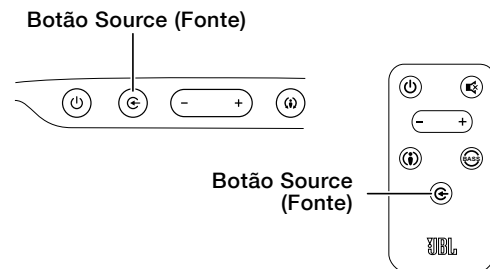 Botão Source (Fonte)
- +
- +
BASS
Botão Source
(Fonte)
JBL